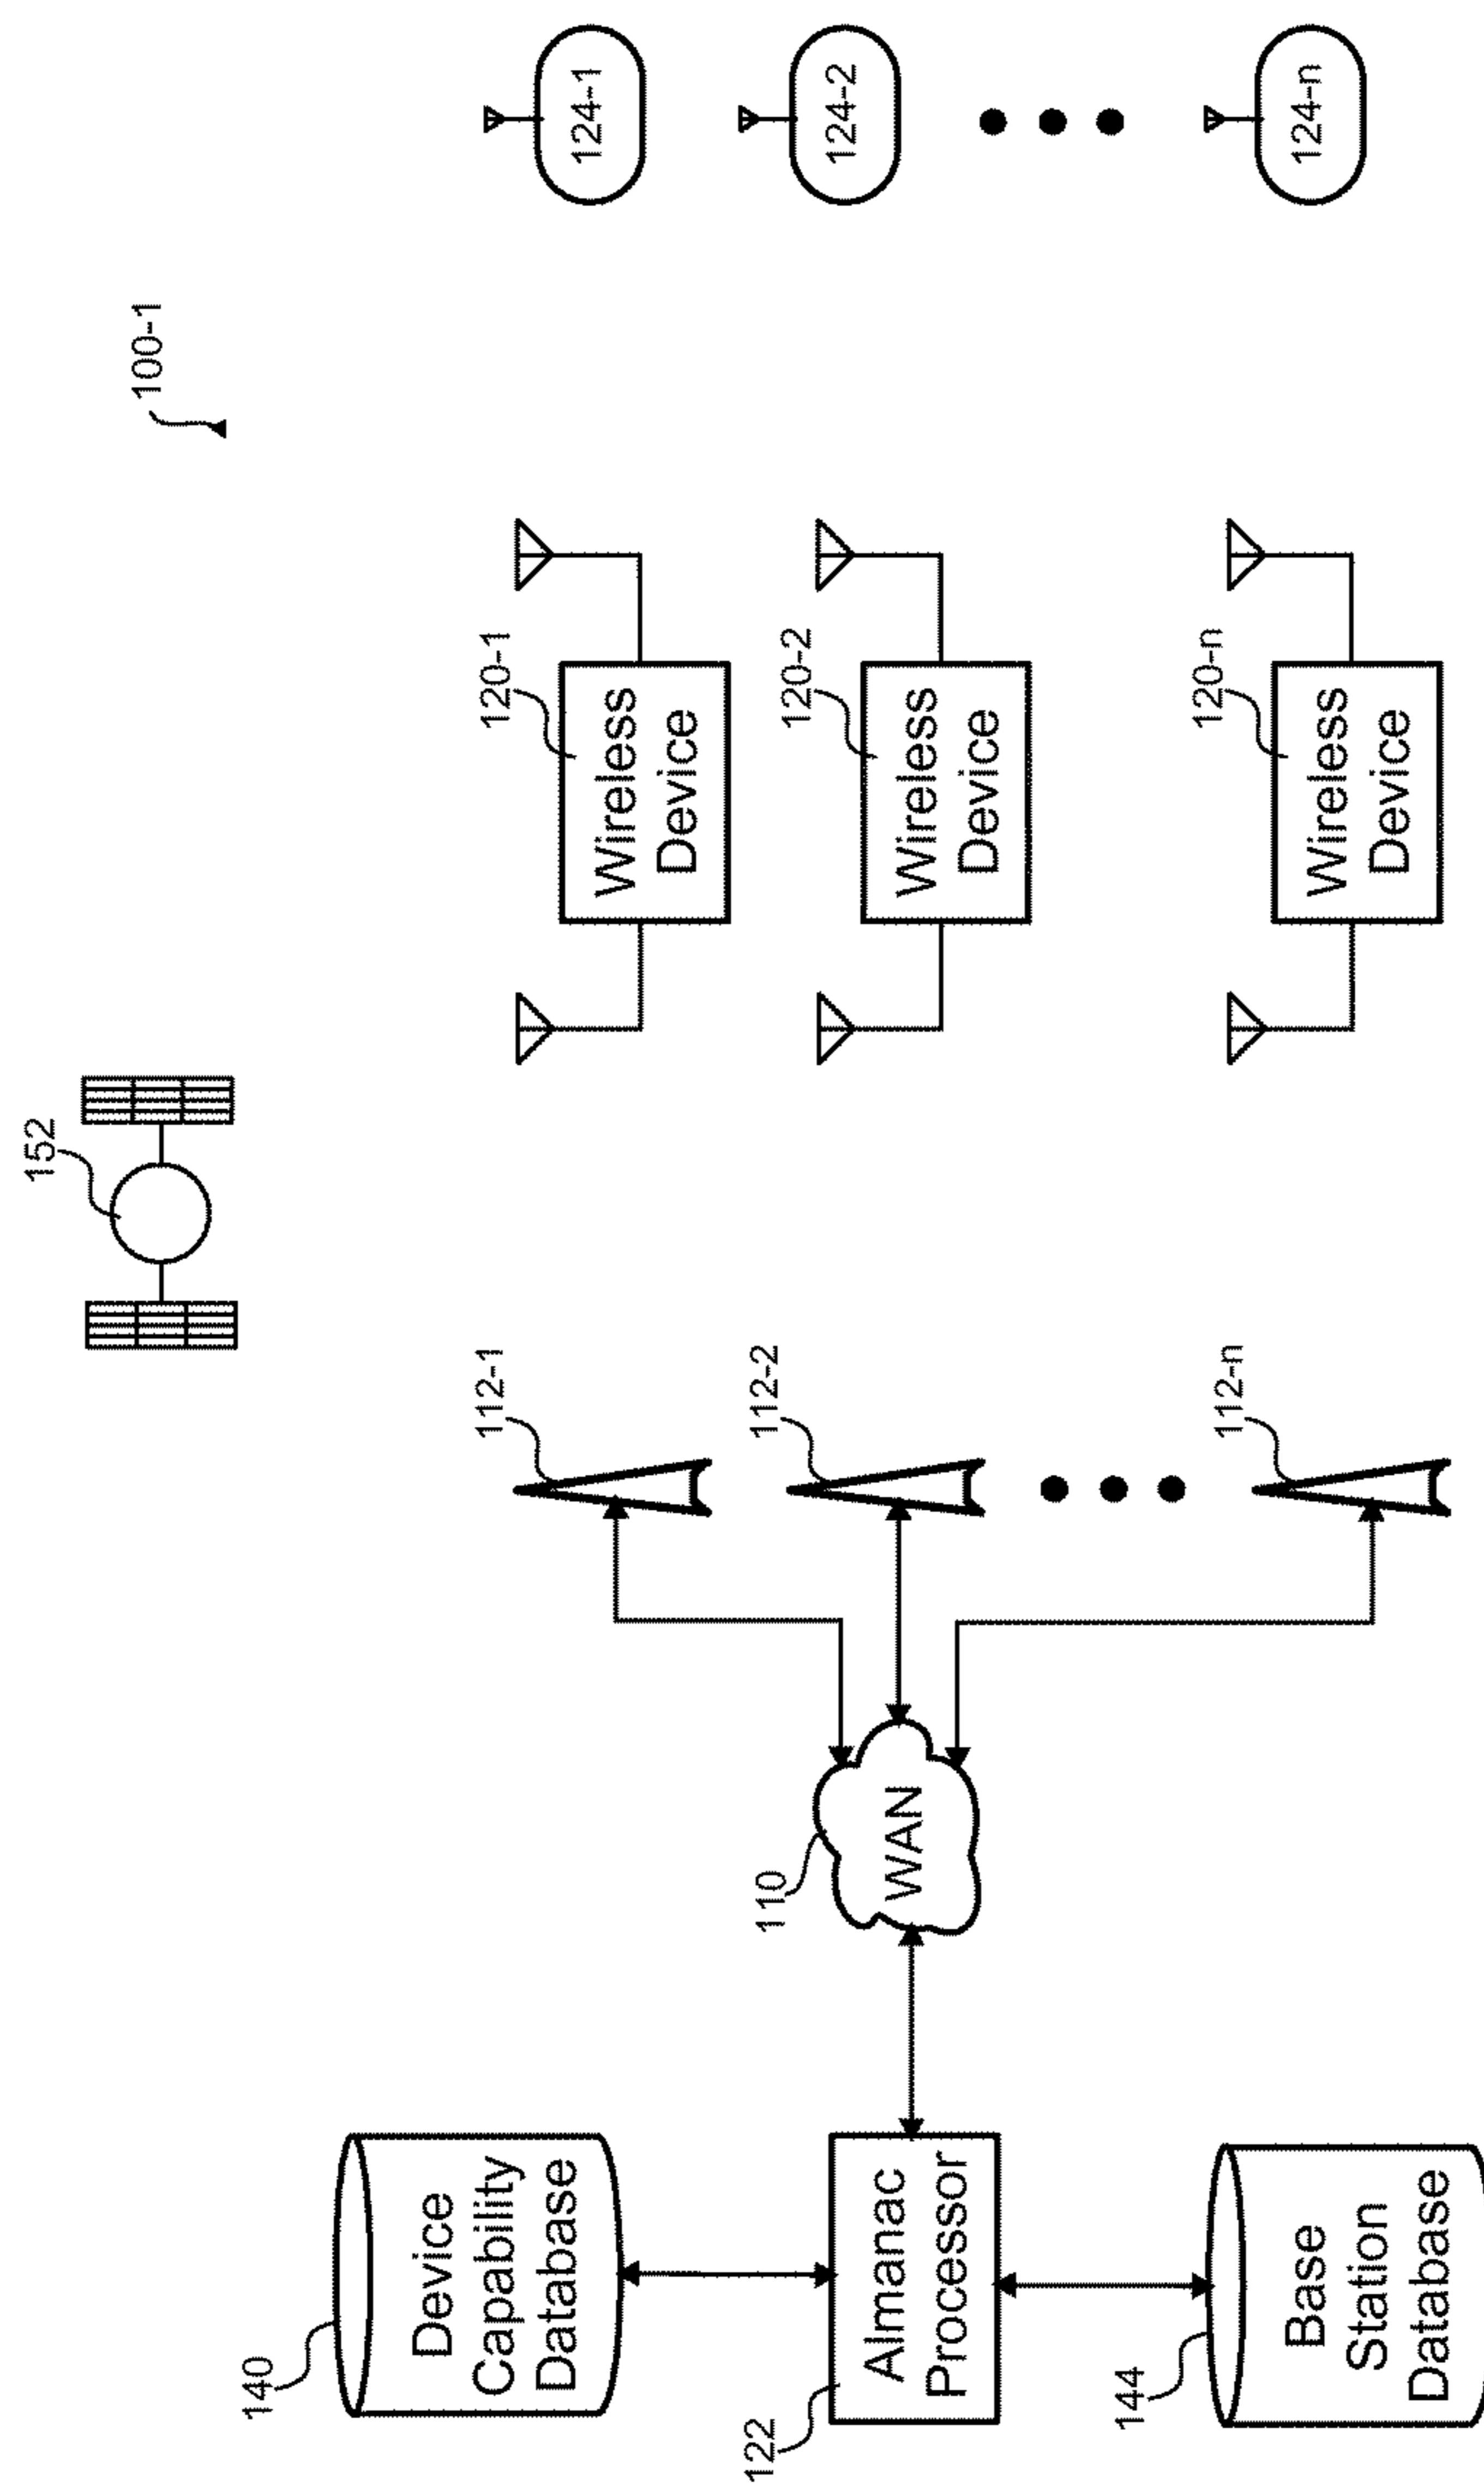 152
100-1
140
Device
Capability
Database
122
Almanac
Processor
144
Base
Station
Database
110
WAN
112-1
112-2
112-n
120-1
Wireless
Device
120-2
Wireless
Device
120-n
Wireless
Device
124-1
124-2
124-n